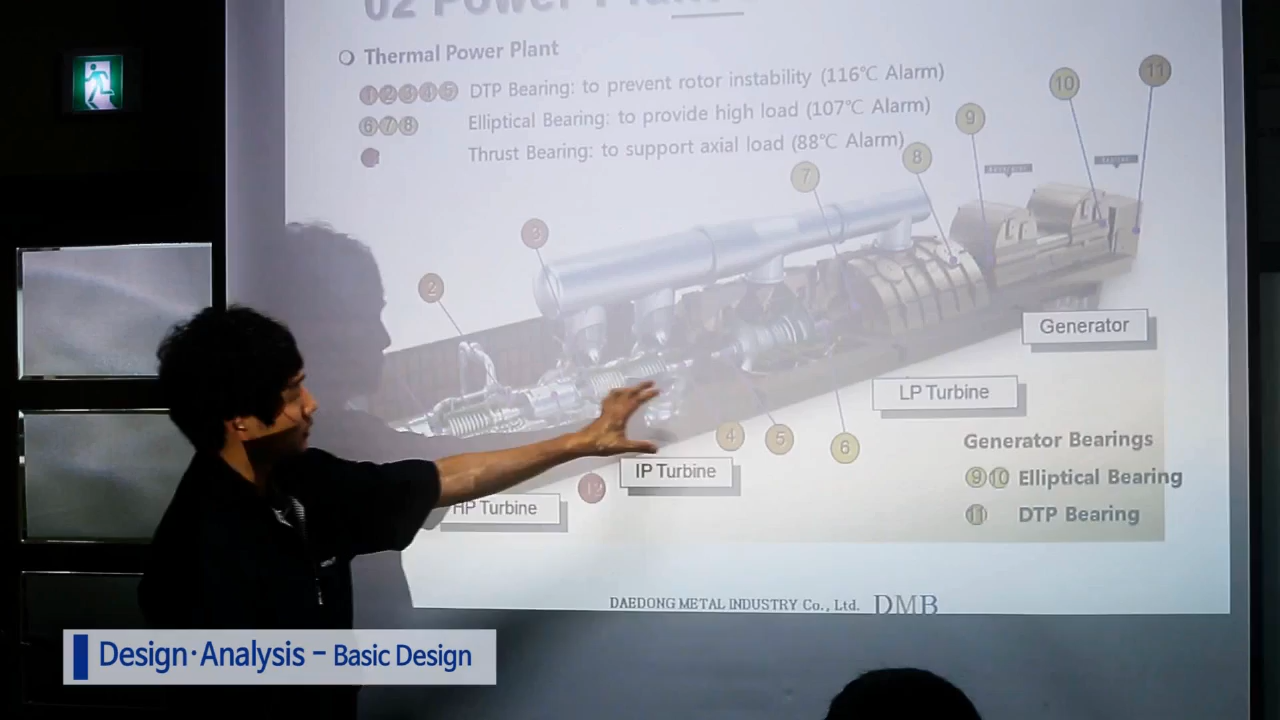 02 Power Plant
Thermal Power Plant
①②③④⑤ DTP Bearing: to prevent rotor instability (116℃ Alarm)
⑥⑦⑧ Elliptical Bearing: to provide high load (107℃ Alarm)
Thrust Bearing: to support axial load (88℃ Alarm)
11
10
9
8
7
3
2
4
5
6
12
Generator
LP Turbine
IP Turbine
HP Turbine
Generator Bearings
⑨⑩ Elliptical Bearing
⑪ DTP Bearing
DAEDONG METAL INDUSTRY Co., Ltd. DMB
Design·Analysis – Basic Design